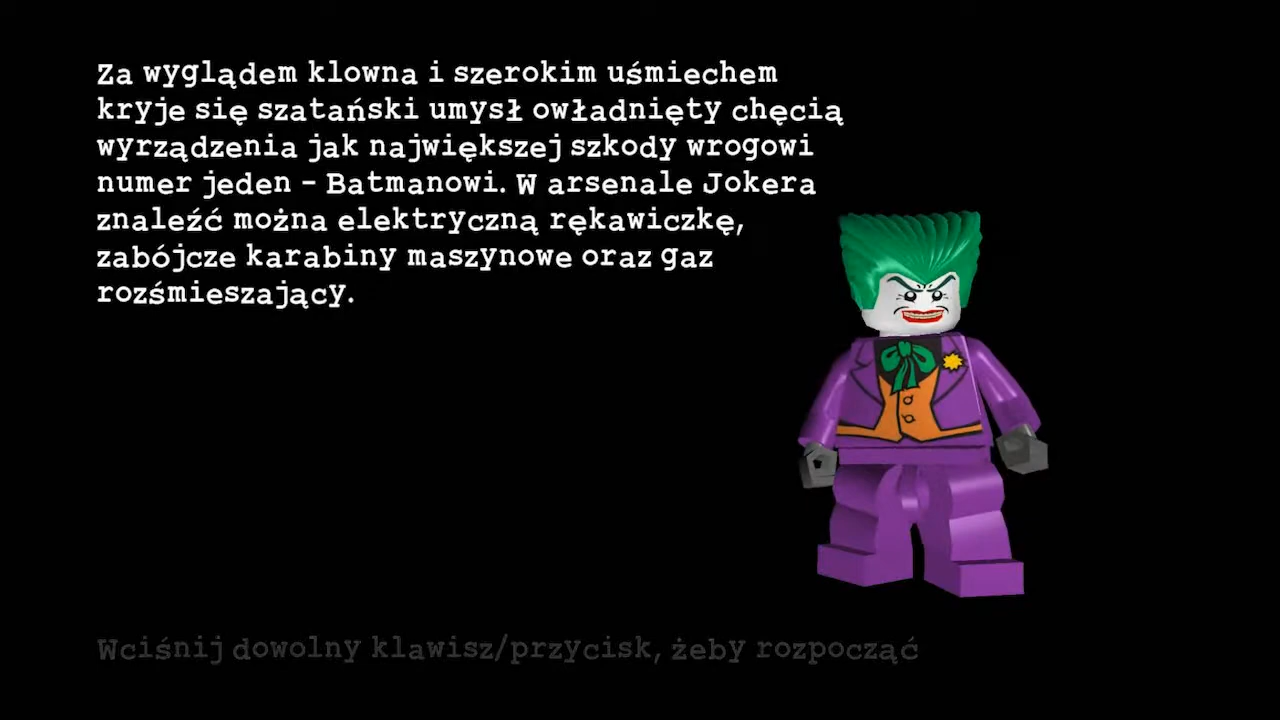 Za wyglądem klowna i szerokim uśmiechem
kryje się szatański umysł owładnięty chęcią
wyrządzenia jak największej szkody wrogowi
numer jeden - Batmanowi. W arsenale Jokera
znaleźć można elektryczną rękawiczkę,
zabójcze karabiny maszynowe oraz gaz
rozśmieszający.
Wciśnij dowolny klawisz/przycisk, żeby rozpocząć